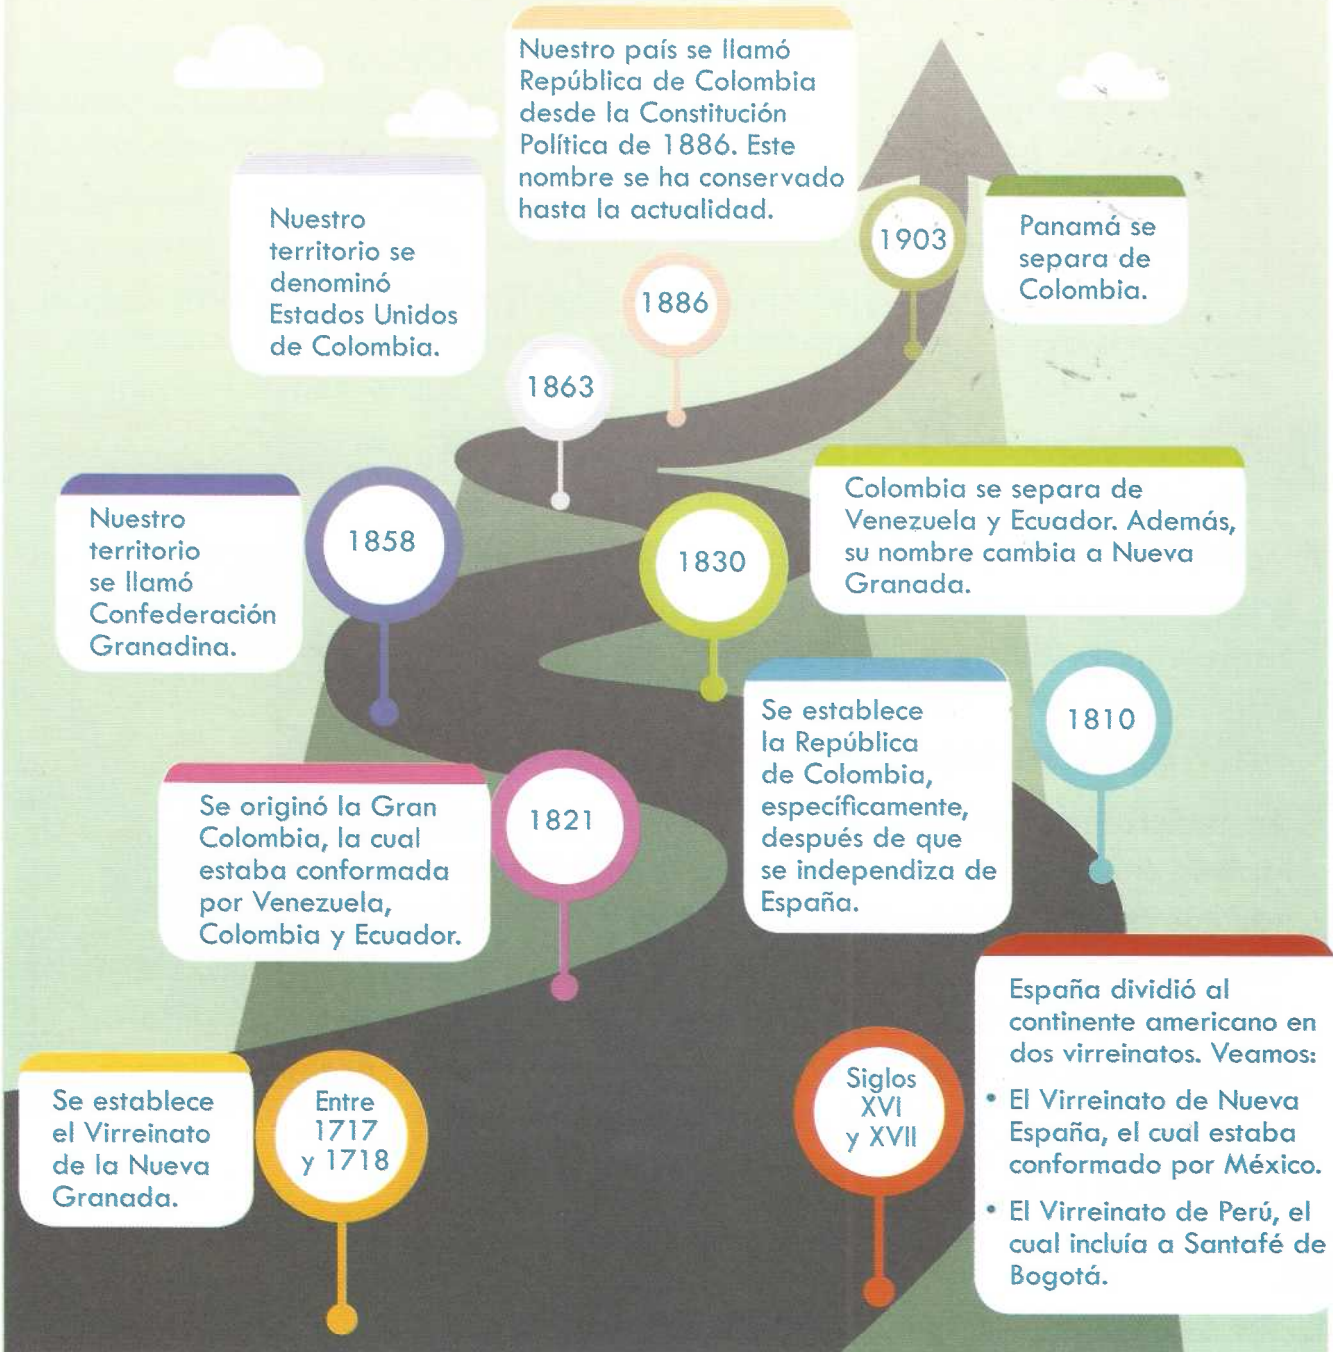 Nuestro país se llamó
República de Colombia
desde la Constitución
Política de 1886. Este
nombre se ha conservado
hasta la actualidad.
1903
Panamá se
separa de
Colombia.
Nuestro
territorio se
denominó
Estados Unidos
de Colombia.
1886
1863
Nuestro
territorio
se llamó
Confederación
Granadina.
1858
1830
Colombia se separa de
Venezuela y Ecuador. Además,
su nombre cambia a Nueva
Granada.
Se establece
la República
de Colombia,
específicamente,
después de que
se independiza de
España.
1810
Se originó la Gran
Colombia, la cual
estaba conformada
por Venezuela,
Colombia y Ecuador.
1821
Se establece
el Virreinato
de la Nueva
Granada.
Entre
1717
y 1718
Siglos
XVI
y XVII
España dividió al
continente americano en
dos virreinatos. Veamos:
• El Virreinato de Nueva
España, el cual estaba
conformado por México.
• El Virreinato de Perú, el
cual incluía a Santafé de
Bogotá.